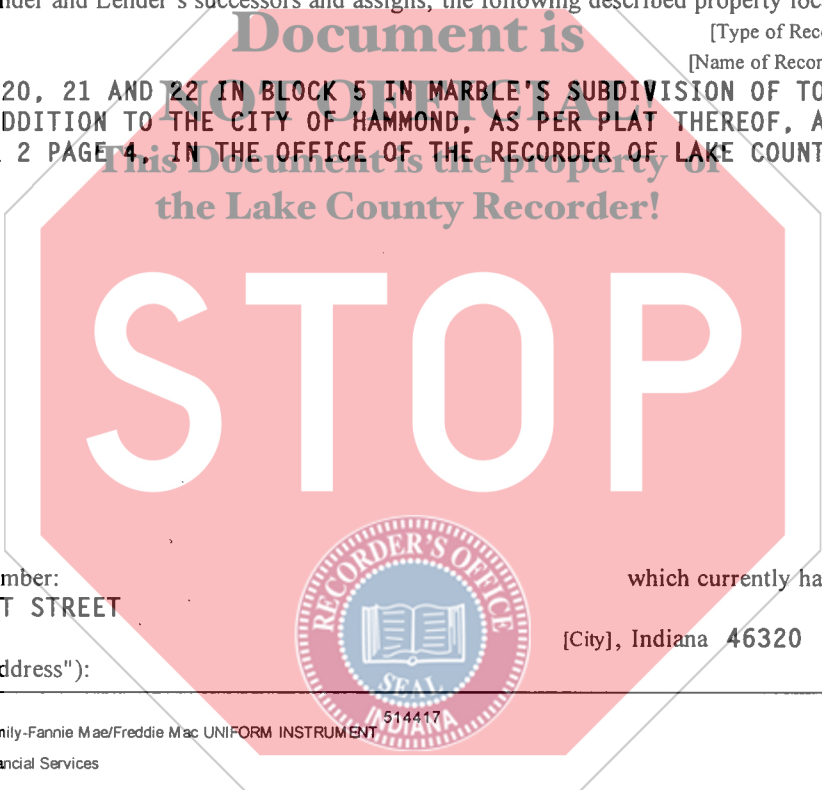 nder and Lender's successors and assigns, the following described property loc
Document is
[Type of Reco
[Name of Recor
NOT OFFICIAL!
20, 21 AND 22 IN BLOCK 5 IN MARBLE'S SUBDIVISION OF TO
DDITION TO THE CITY OF HAMMOND, AS PER PLAT THEREOF, A
2 PAGE 4, IN THE OFFICE OF THE RECORDER OF LAKE COUNT
This Document is the property of
the Lake County Recorder!
STOP
mber:
which currently ha
T STREET
[City], Indiana 46320
ddress"):
RECORDER'S OFFICE
SEAL
INDIANA
514417
nily-Fannie Mae/Freddie Mac UNIFORM INSTRUMENT
ancial Services